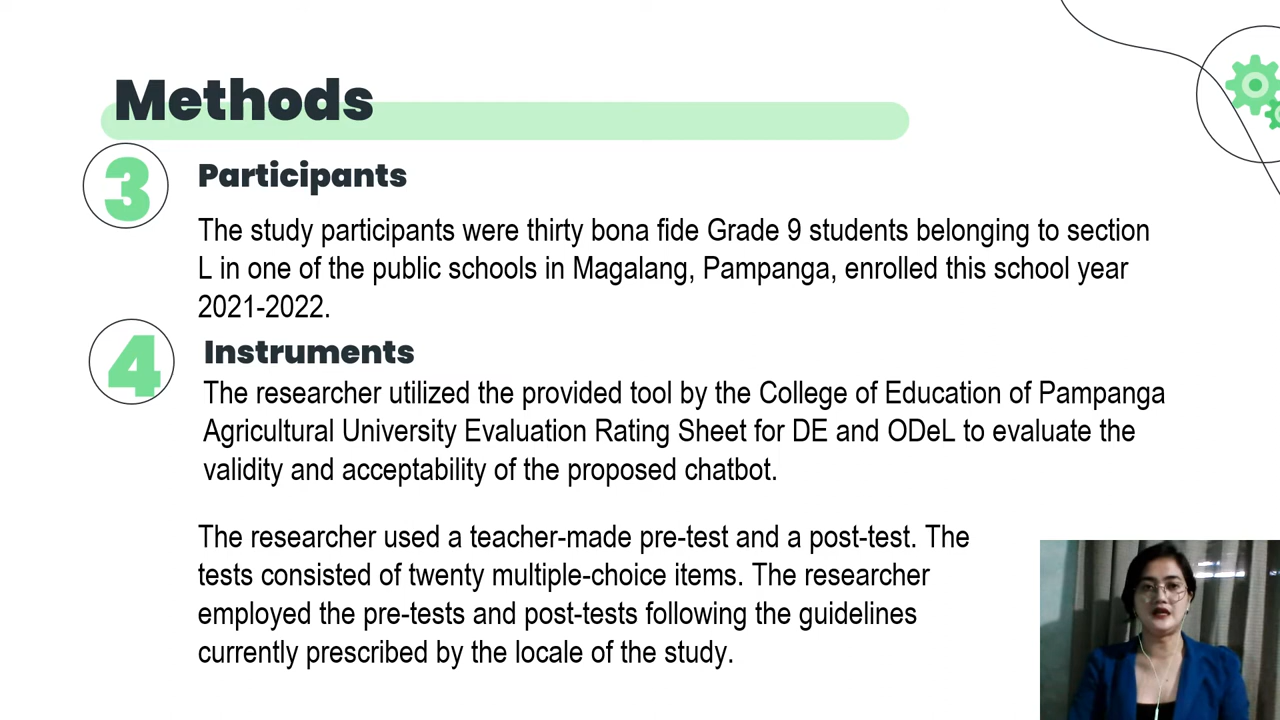 Methods
3
Participants
The study participants were thirty bona fide Grade 9 students belonging to section
L in one of the public schools in Magalang, Pampanga, enrolled this school year
2021-2022.
4
Instruments
The researcher utilized the provided tool by the College of Education of Pampanga
Agricultural University Evaluation Rating Sheet for DE and ODeL to evaluate the
validity and acceptability of the proposed chatbot.
The researcher used a teacher-made pre-test and a post-test. The
tests consisted of twenty multiple-choice items. The researcher
employed the pre-tests and post-tests following the guidelines
currently prescribed by the locale of the study.